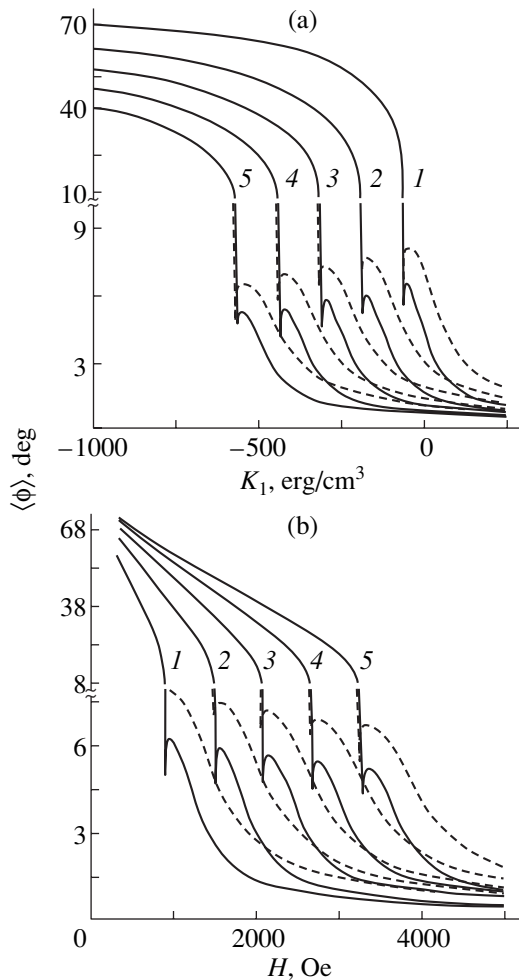 (a)
70
40
10
5 4 3 2 1
≈
9
3
−1000 −500 0
K₁, erg/cm³
⟨ϕ⟩, deg
(b)
68
38
8
1 2 3 4 5
≈
6
3
0 2000 4000
H, Oe